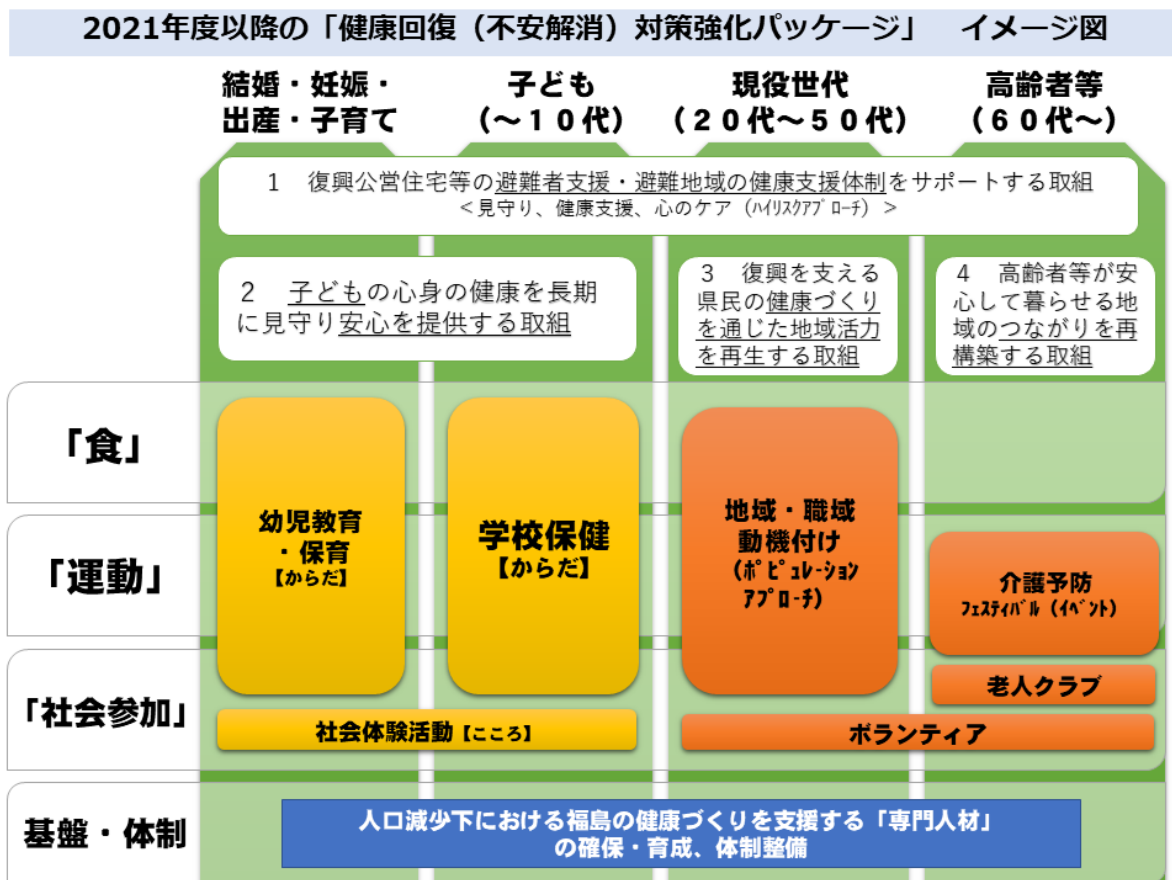 2021年度以降の「健康回復（不安解消）対策強化パッケージ」　イメージ図
結婚・妊娠・
出産・子育て
子ども
（～１０代）
現役世代
（２０代～５０代）
高齢者等
（６０代～）
1　復興公営住宅等の避難者支援・避難地域の健康支援体制をサポートする取組
＜見守り、健康支援、心のケア（ﾊｲﾘｽｸｱﾌﾟﾛｰﾁ）＞
2　子どもの心身の健康を長期
に見守り安心を提供する取組
3　復興を支える
県民の健康づくり
を通じた地域活力
を再生する取組
4　高齢者等が安
心して暮らせる地
域のつながりを再
構築する取組
「食」
「運動」
「社会参加」
基盤・体制
幼児教育
・保育
【からだ】
学校保健
【からだ】
地域・職域
動機付け
（ﾎﾟﾋﾟｭﾚｰｼｮﾝ
ｱﾌﾟﾛｰﾁ）
介護予防
ﾌｪｽﾃｨﾊﾞﾙ（ｲﾍﾞﾝﾄ）
老人クラブ
社会体験活動【こころ】
ボランティア
人口減少下における福島の健康づくりを支援する「専門人材」
の確保・育成、体制整備